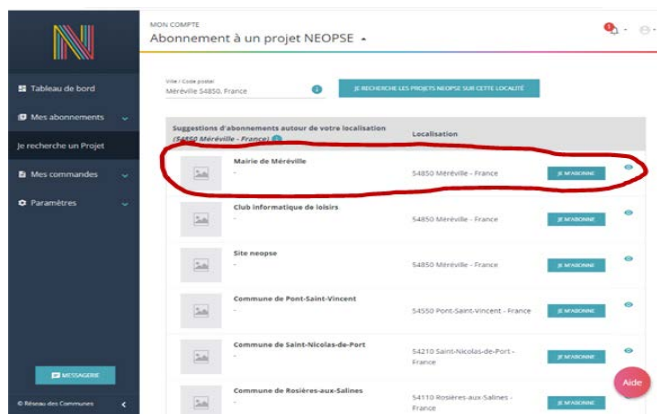 MON COMPTE
Abonnement à un projet NEOPSE
1
Tableau de bord
Mes abonnements
Je recherche un Projet
Mes commandes
Paramètres
MESSAGERIE
© Réseau des Communes
Ville / Code postal
Méréville 54850, France
JE RECHERCHE LES PROJETS NEOPSE SUR CETTE LOCALITÉ
Suggestions d'abonnements autour de votre localisation
(54850 Méréville - France)
Localisation
Mairie de Méréville
-
54850 Méréville - France
JE M'ABONNE
Club informatique de loisirs
-
54850 Méréville - France
JE M'ABONNE
Site neopse
-
54850 Méréville - France
JE M'ABONNE
Commune de Pont-Saint-Vincent
-
54550 Pont-Saint-Vincent - France
JE M'ABONNE
Commune de Saint-Nicolas-de-Port
-
54210 Saint-Nicolas-de-Port -
France
JE M'ABONNE
Commune de Rosières-aux-Salines
-
54110 Rosières-aux-Salines -
France
JE M'ABONNE
Aide